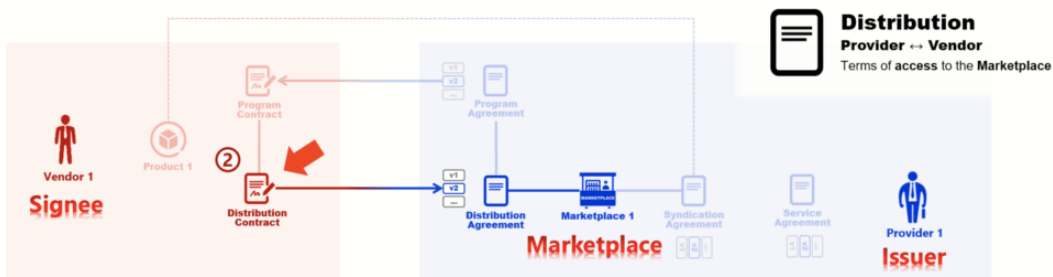 Distribution
Provider ↔ Vendor
Terms of access to the Marketplace
v1
v2
...
Program
Contract
Program
Agreement
Vendor 1
Signee
Product 1
②
Distribution
Contract
v1
v2
...
Distribution
Agreement
MARKETPLACE
Marketplace 1
Marketplace
Syndication
Agreement
Service
Agreement
Provider 1
Issuer